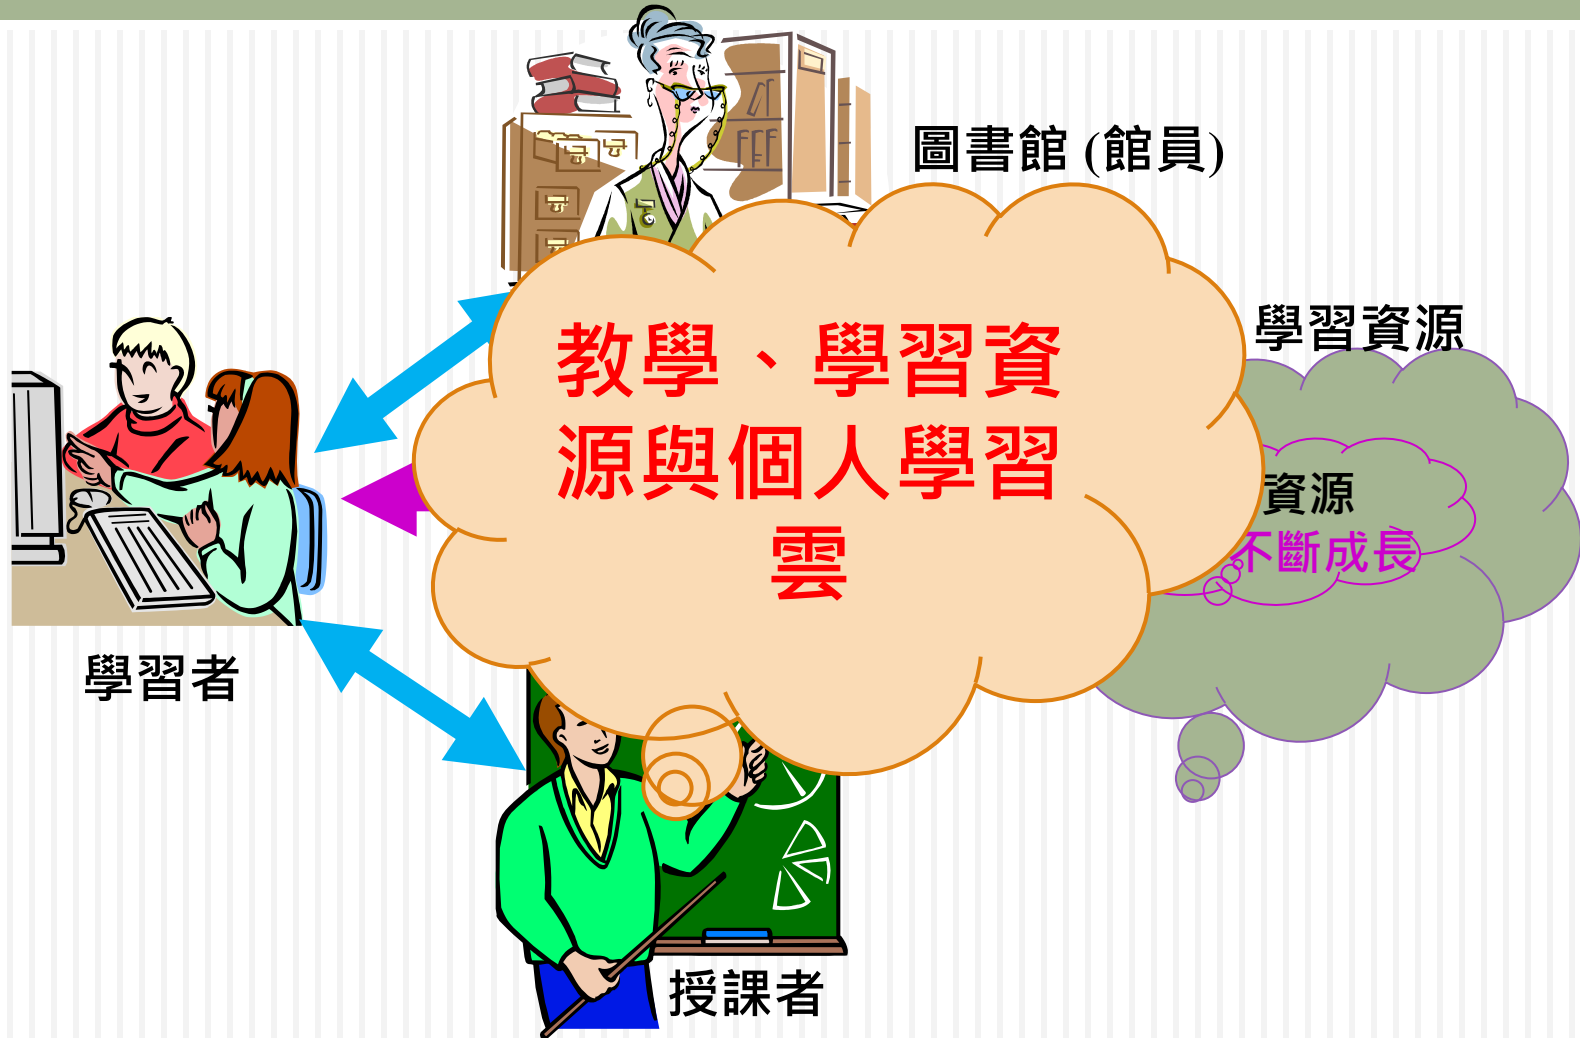 圖書館 (館員)
學習資源
教學、學習資
源與個人學習
雲
資源
不斷成長
學習者
授課者